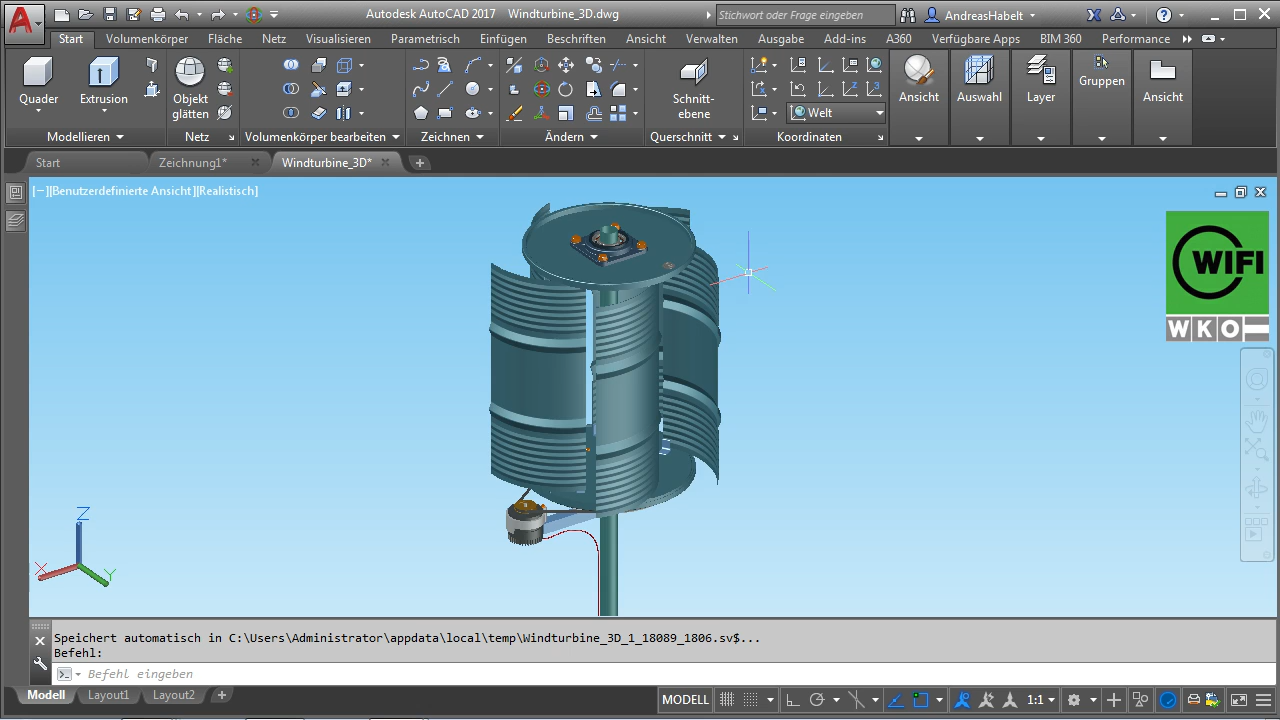 Autodesk AutoCAD 2017 Windturbine_3D.dwg
Stichwort oder Frage eingeben
AndreasHabelt
Start Volumenkörper Fläche Netz Visualisieren Parametrisch Einfügen Beschriften Ansicht Verwalten Ausgabe Add-ins A360 Verfügbare Apps BIM 360 Performance
Quader
Extrusion
Objekt
glätten
Schnitt-
ebene
Welt
Ansicht
Auswahl
Layer
Gruppen
Ansicht
Modellieren
Netz
Volumenkörper bearbeiten
Zeichnen
Ändern
Querschnitt
Koordinaten
Start Zeichnung1* Windturbine_3D*
[−][Benutzerdefinierte Ansicht][Realistisch]
WIFI
WKO
Z
X
Y
Speichert automatisch in C:\Users\Administrator\appdata\local\temp\Windturbine_3D_1_18089_1806.sv$...
Befehl:
Befehl eingeben
Modell Layout1 Layout2
MODELL
1:1